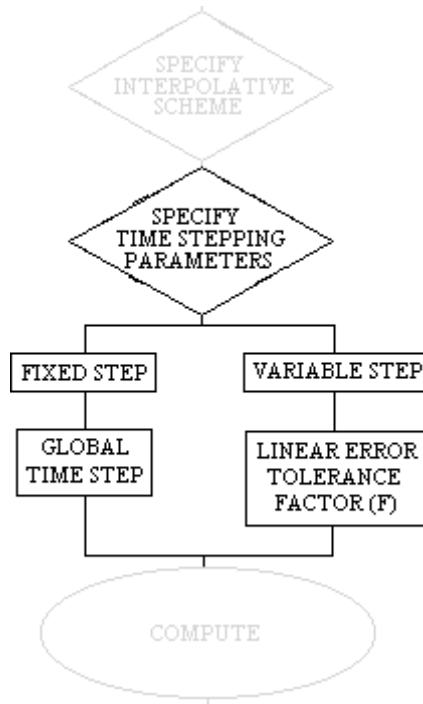 SPECIFY
INTERPOLATIVE
SCHEME
SPECIFY
TIME STEPPING
PARAMETERS
FIXED STEP
VARIABLE STEP
GLOBAL
TIME STEP
LINEAR ERROR
TOLERANCE
FACTOR (F)
COMPUTE